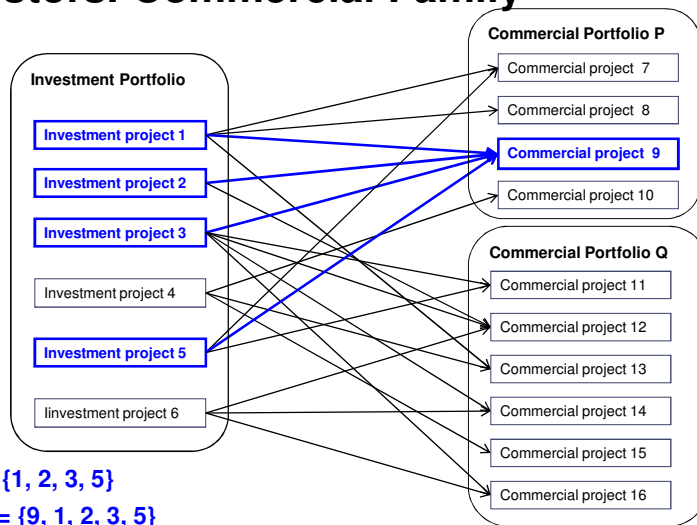 Commercial Family
Investment Portfolio
Investment project 1
Investment project 2
Investment project 3
Investment project 4
Investment project 5
Iinvestment project 6
Commercial Portfolio P
Commercial project 7
Commercial project 8
Commercial project 9
Commercial project 10
Commercial Portfolio Q
Commercial project 11
Commercial project 12
Commercial project 13
Commercial project 14
Commercial project 15
Commercial project 16
{1, 2, 3, 5}
= {9, 1, 2, 3, 5}